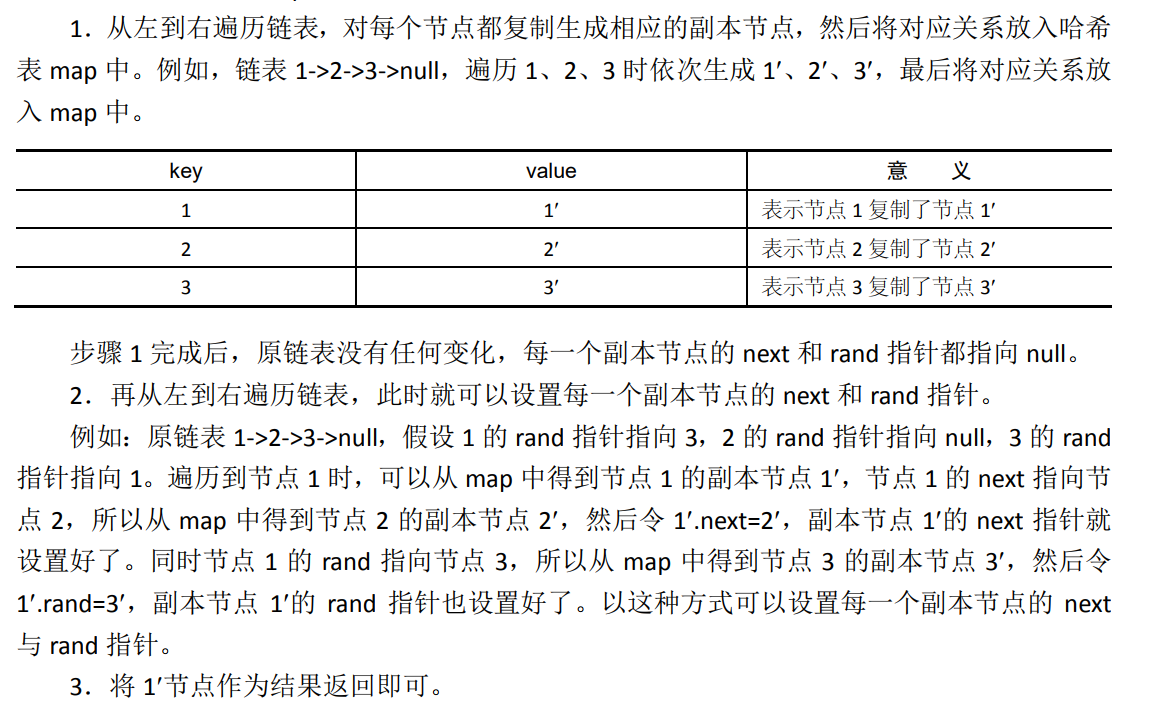 1．从左到右遍历链表，对每个节点都复制生成相应的副本节点，然后将对应关系放入哈希
表 map 中。例如，链表 1->2->3->null，遍历 1、2、3 时依次生成 1′、2′、3′，最后将对应关系放
入 map 中。
key value 意 义
1 1′ 表示节点 1 复制了节点 1′
2 2′ 表示节点 2 复制了节点 2′
3 3′ 表示节点 3 复制了节点 3′
步骤 1 完成后，原链表没有任何变化，每一个副本节点的 next 和 rand 指针都指向 null。
2．再从左到右遍历链表，此时就可以设置每一个副本节点的 next 和 rand 指针。
例如：原链表 1->2->3->null，假设 1 的 rand 指针指向 3，2 的 rand 指针指向 null，3 的 rand
指针指向 1。遍历到节点 1 时，可以从 map 中得到节点 1 的副本节点 1′，节点 1 的 next 指向节
点 2，所以从 map 中得到节点 2 的副本节点 2′，然后令 1′.next=2′，副本节点 1′的 next 指针就
设置好了。同时节点 1 的 rand 指向节点 3，所以从 map 中得到节点 3 的副本节点 3′，然后令
1′.rand=3′，副本节点 1′的 rand 指针也设置好了。以这种方式可以设置每一个副本节点的 next
与 rand 指针。
3．将 1′节点作为结果返回即可。